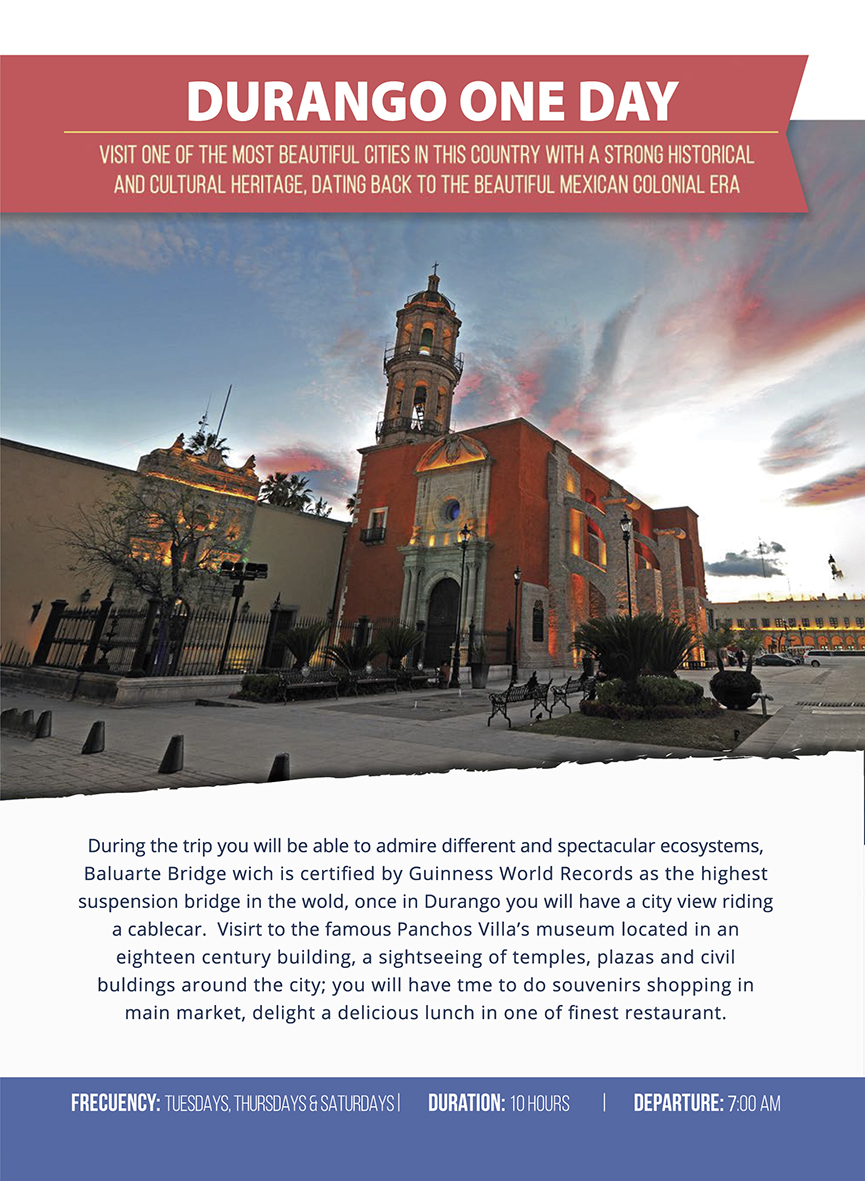 DURANGO ONE DAY
VISIT ONE OF THE MOST BEAUTIFUL CITIES IN THIS COUNTRY WITH A STRONG HISTORICAL
AND CULTURAL HERITAGE, DATING BACK TO THE BEAUTIFUL MEXICAN COLONIAL ERA
During the trip you will be able to admire different and spectacular ecosystems,
Baluarte Bridge wich is certified by Guinness World Records as the highest
suspension bridge in the wold, once in Durango you will have a city view riding
a cablecar. Visirt to the famous Panchos Villa’s museum located in an
eighteen century building, a sightseeing of temples, plazas and civil
buldings around the city; you will have tme to do souvenirs shopping in
main market, delight a delicious lunch in one of finest restaurant.
FRECUENCY: TUESDAYS, THURSDAYS & SATURDAYS | DURATION: 10 HOURS | DEPARTURE: 7:00 AM